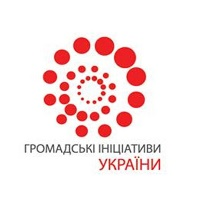 ГРОМАДСЬКІ ІНІЦІАТИВИ
УКРАЇНИ